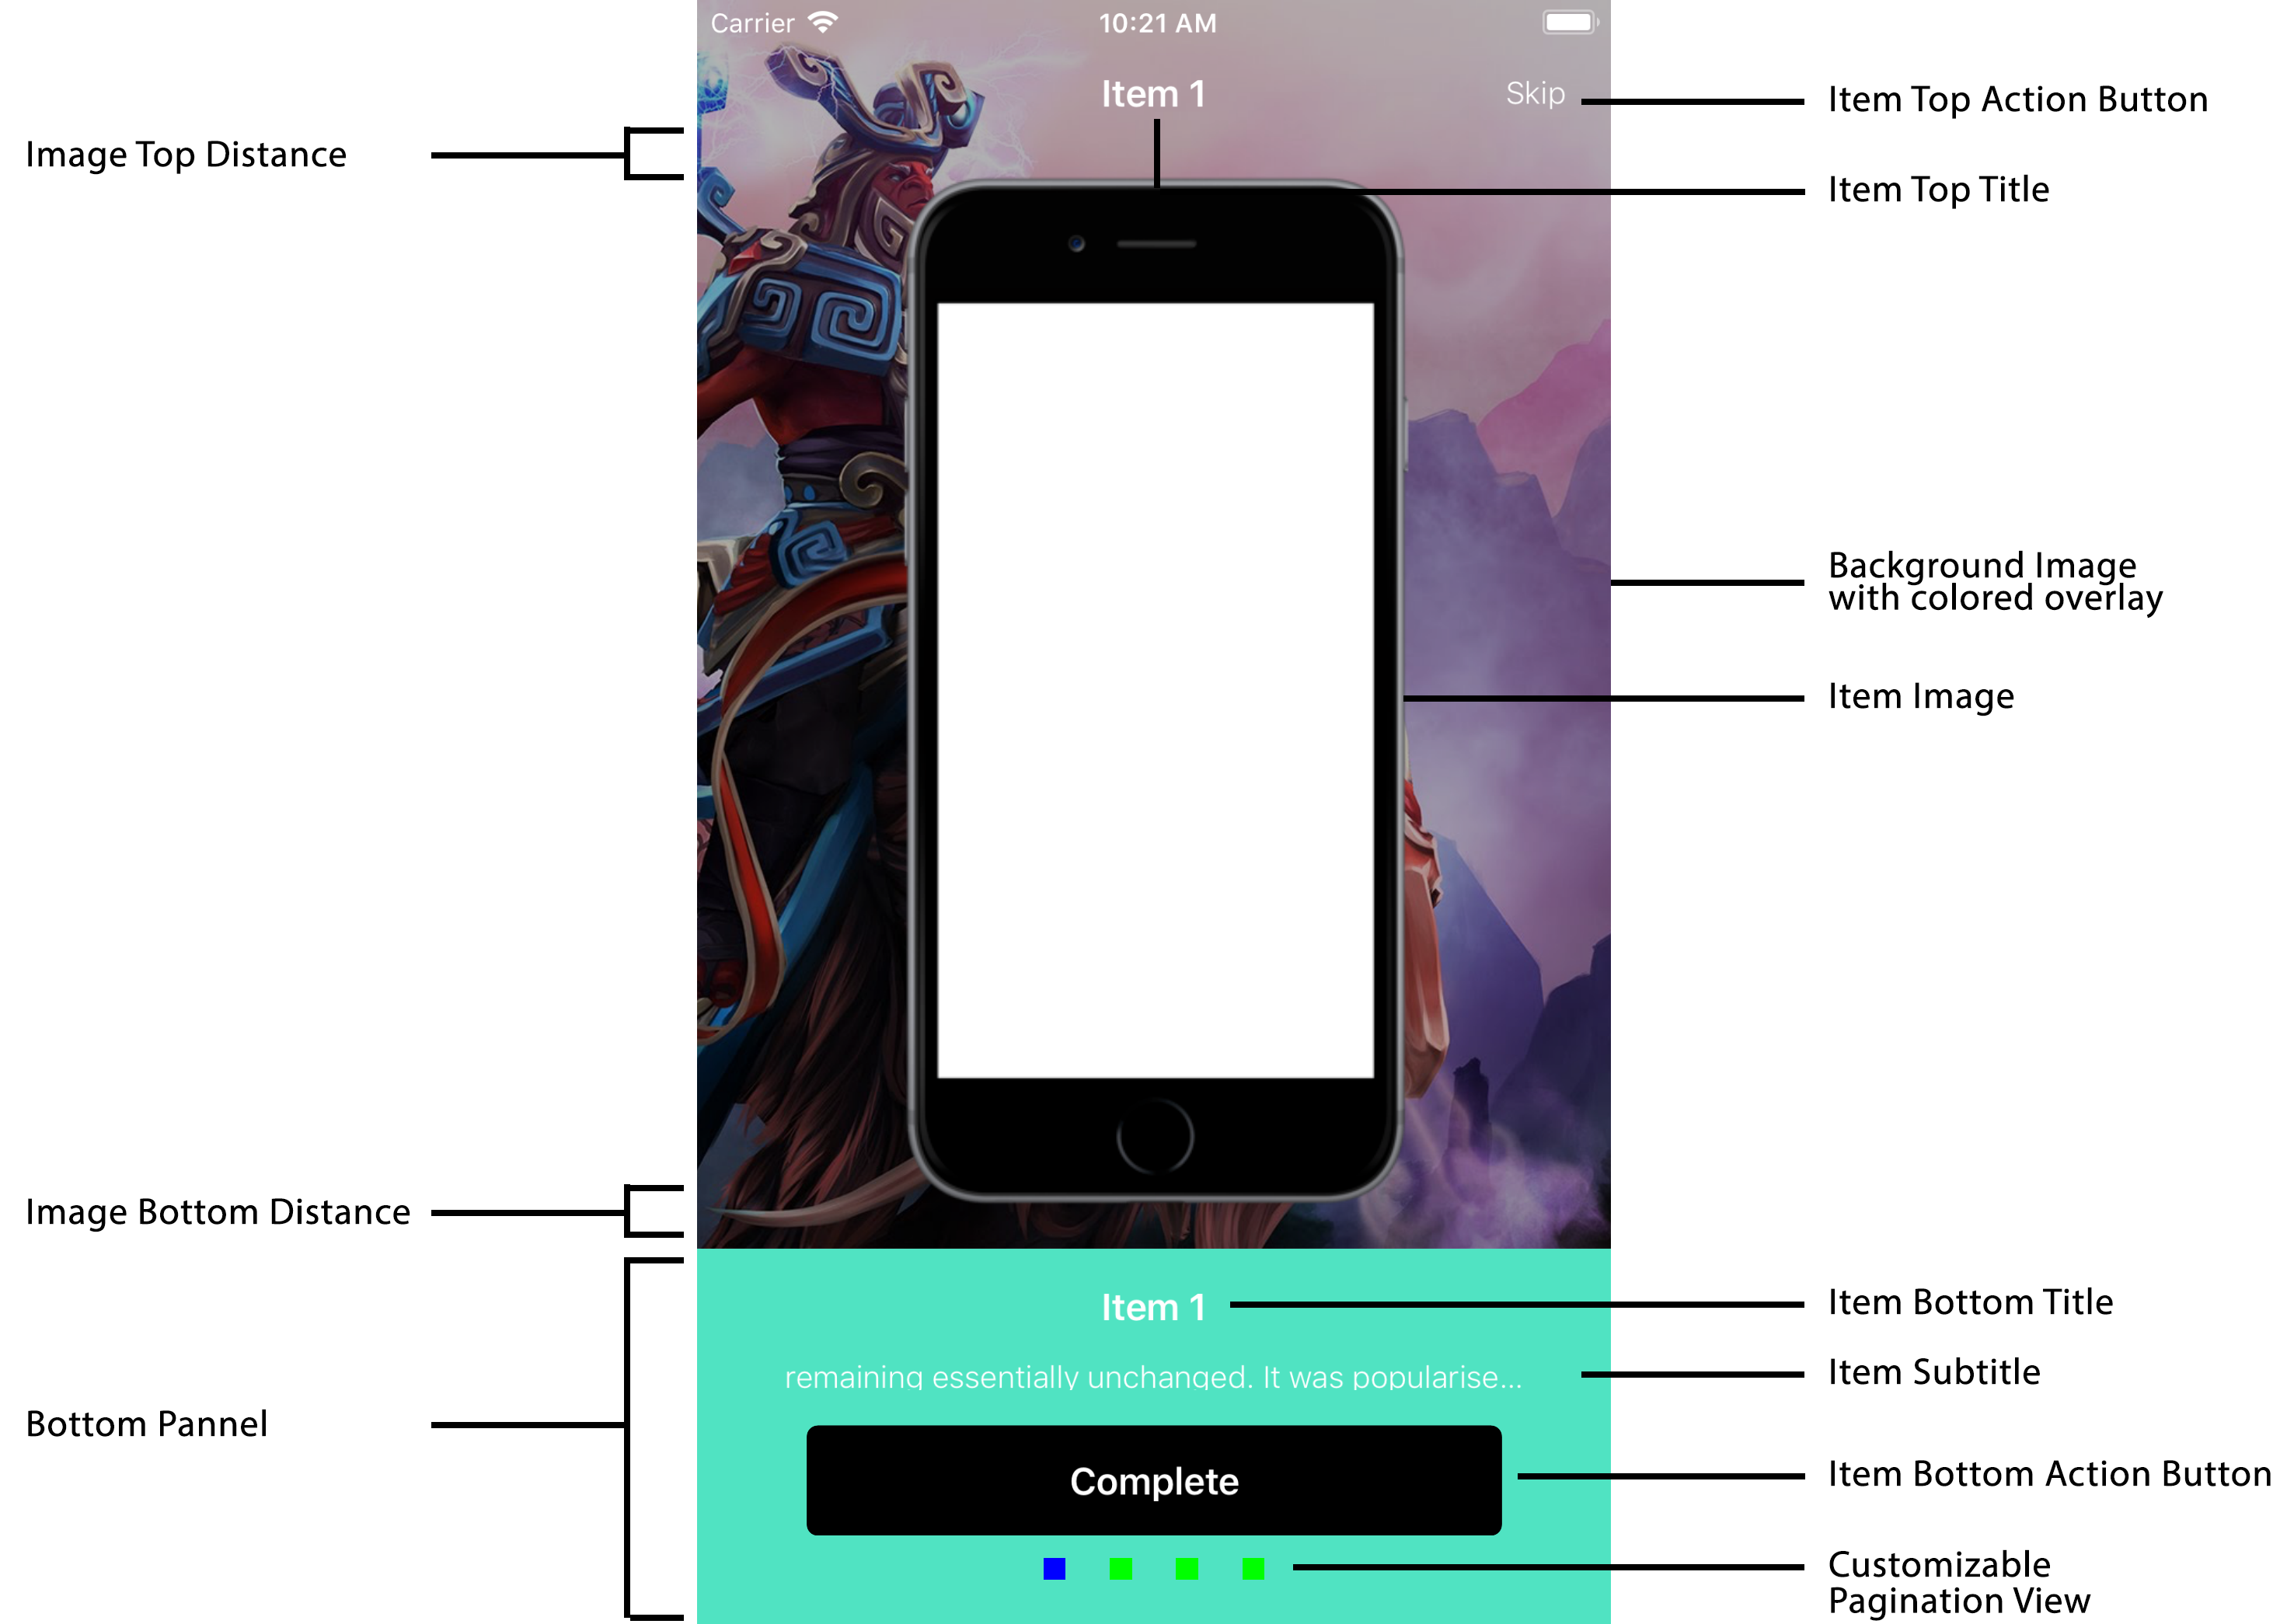 Carrier
10:21 AM
Item 1
Skip
Item Top Action Button
Image Top Distance
Item Top Title
Background Image
with colored overlay
Item Image
Image Bottom Distance
Item 1
Item Bottom Title
remaining essentially unchanged. It was popularise...
Item Subtitle
Bottom Pannel
Complete
Item Bottom Action Button
Customizable
Pagination View